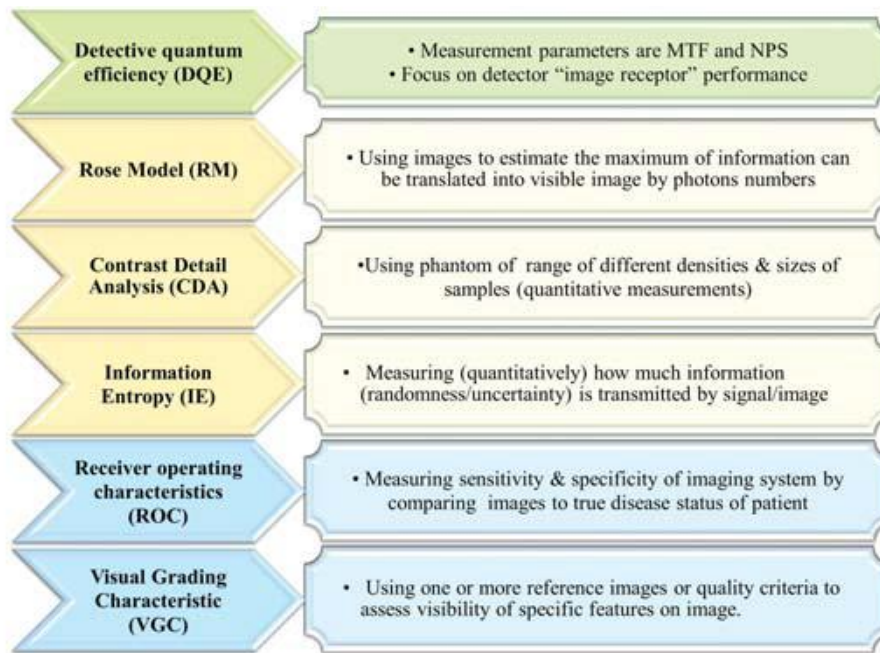 Detective quantum
efficiency (DQE)
• Measurement parameters are MTF and NPS
• Focus on detector “image receptor” performance
Rose Model (RM)
• Using images to estimate the maximum of information can
be translated into visible image by photons numbers
Contrast Detail
Analysis (CDA)
•Using phantom of range of different densities & sizes of
samples (quantitative measurements)
Information
Entropy (IE)
• Measuring (quantitatively) how much information
(randomness/uncertainty) is transmitted by signal/image
Receiver operating
characteristics
(ROC)
• Measuring sensitivity & specificity of imaging system by
comparing images to true disease status of patient
Visual Grading
Characteristic
(VGC)
• Using one or more reference images or quality criteria to
assess visibility of specific features on image.